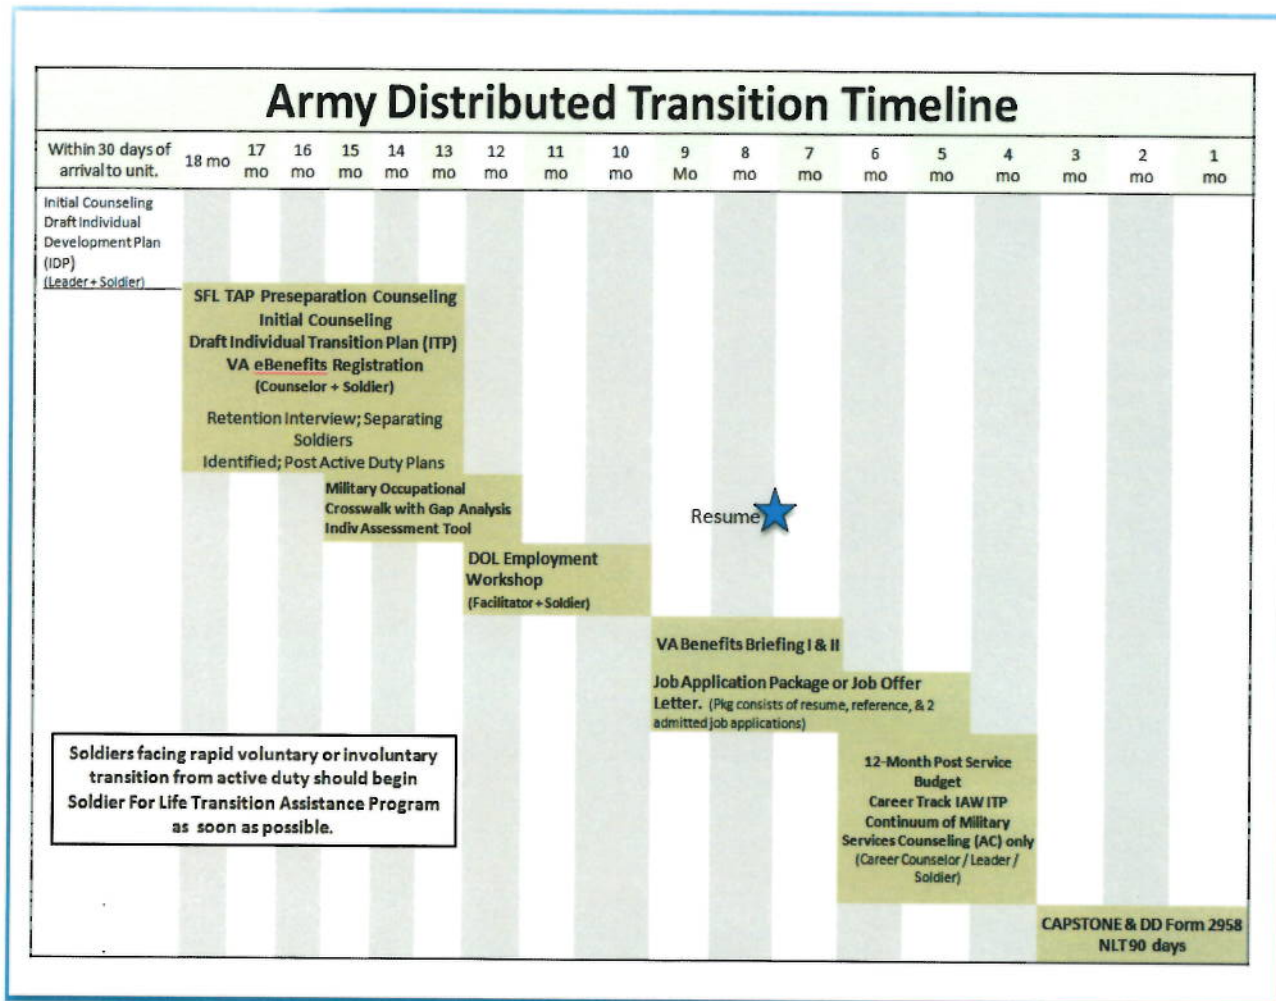 Army Distributed Transition Timeline
Within 30 days of
arrival to unit.
18 mo
17
mo
16
mo
15
mo
14
mo
13
mo
12
mo
11
mo
10
mo
9
Mo
8
mo
7
mo
6
mo
5
mo
4
mo
3
mo
2
mo
1
mo
Initial Counseling
Draft Individual
Development Plan
(IDP)
(Leader + Soldier)
SFL TAP Preseparation Counseling
Initial Counseling
Draft Individual Transition Plan (ITP)
VA eBenefits Registration
(Counselor + Soldier)
Retention Interview; Separating
Soldiers
Identified; Post Active Duty Plans
Military Occupational
Crosswalk with Gap Analysis
Indiv Assessment Tool
Resume
DOL Employment
Workshop
(Facilitator + Soldier)
VA Benefits Briefing I & II
Job Application Package or Job Offer
Letter. (Pkg consists of resume, reference, & 2
admitted job applications)
Soldiers facing rapid voluntary or involuntary
transition from active duty should begin
Soldier For Life Transition Assistance Program
as soon as possible.
12-Month Post Service
Budget
Career Track IAW ITP
Continuum of Military
Services Counseling (AC) only
(Career Counselor / Leader /
Soldier)
CAPSTONE & DD Form 2958
NLT 90 days